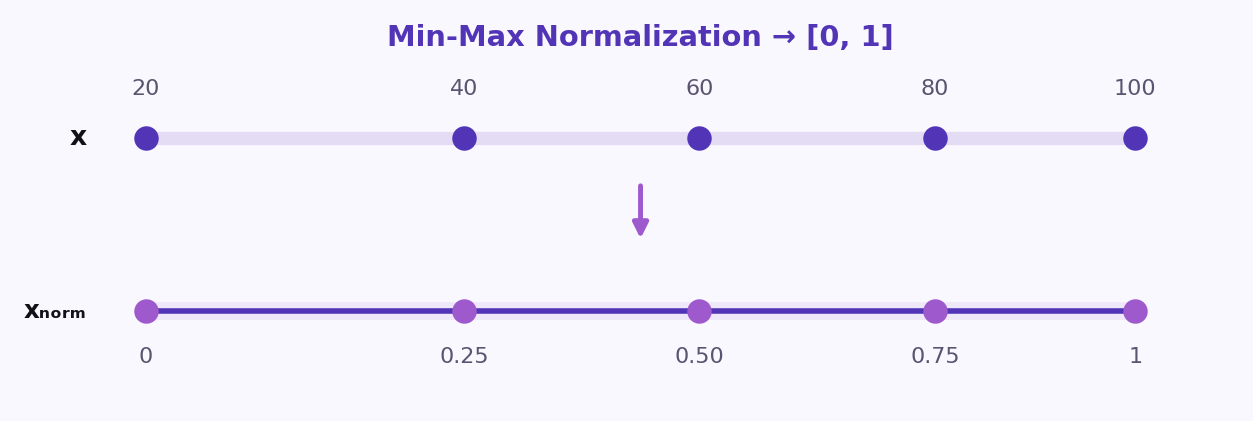 Min-Max Normalization → [0, 1]
20 40 60 80 100
x
xₙₒᵣₘ
0 0.25 0.50 0.75 1